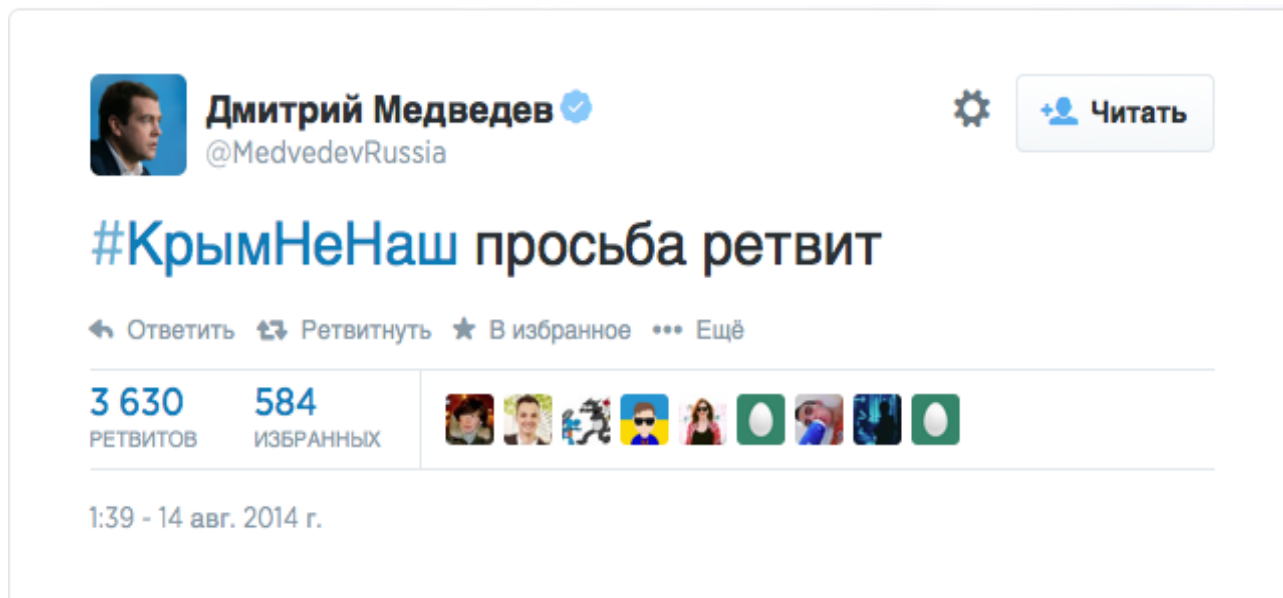 Дмитрий Медведев
@MedvedevRussia
Читать
#КрымНеНаш просьба ретвит
Ответить Ретвитнуть В избранное Ещё
3 630 584
РЕТВИТОВ ИЗБРАННЫХ
1:39 - 14 авг. 2014 г.